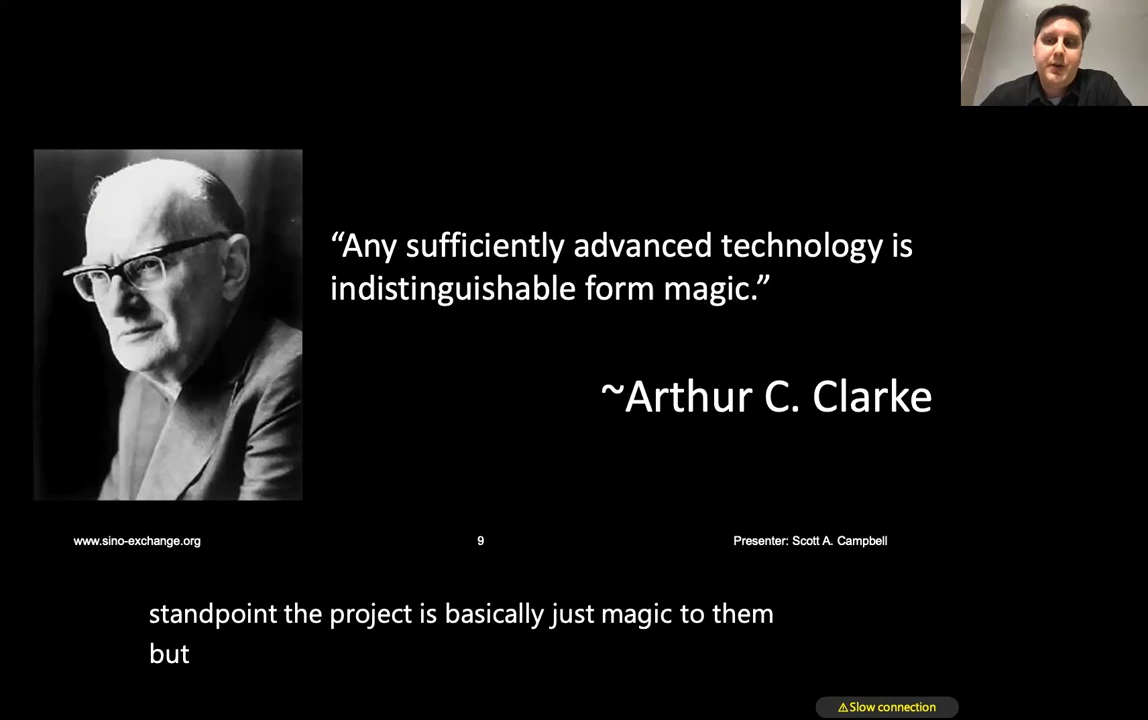 “Any sufficiently advanced technology is
indistinguishable form magic.”
~Arthur C. Clarke
www.sino-exchange.org
9
Presenter: Scott A. Campbell
standpoint the project is basically just magic to them
but
⚠Slow connection